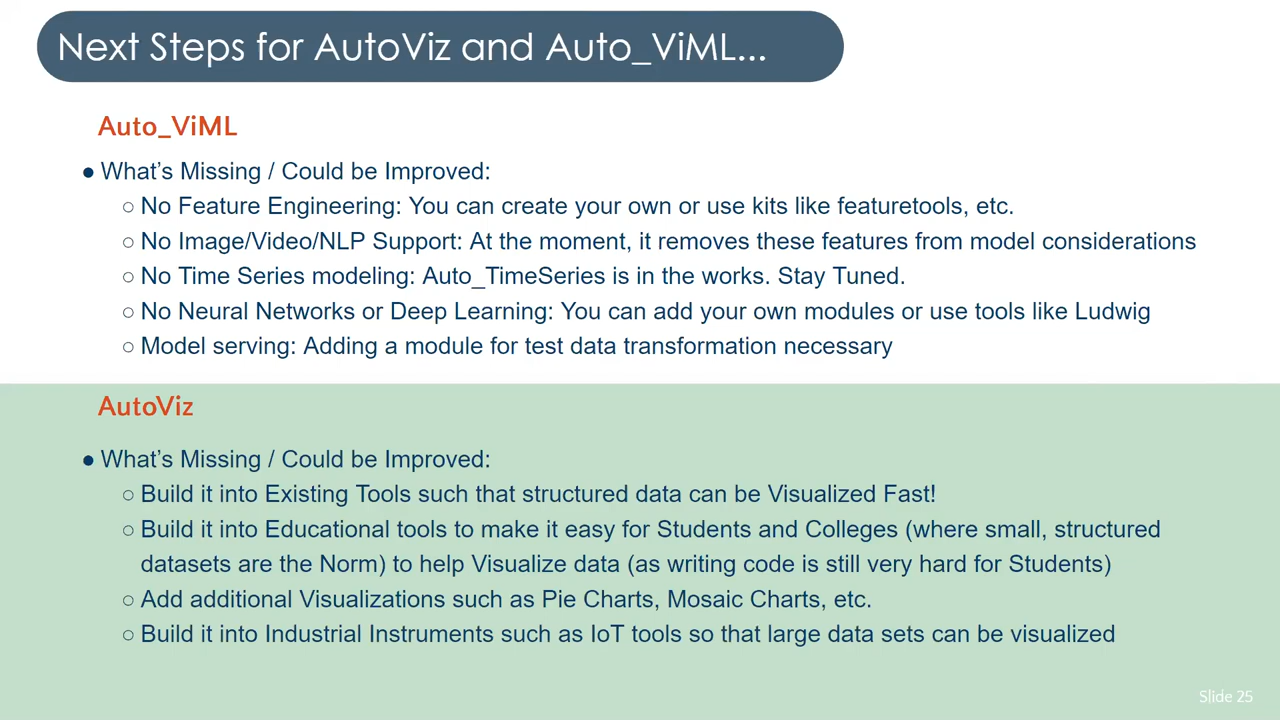 Next Steps for AutoViz and Auto_ViML...
Auto_ViML
● What's Missing / Could be Improved:
○ No Feature Engineering: You can create your own or use kits like featuretools, etc.
○ No Image/Video/NLP Support: At the moment, it removes these features from model considerations
○ No Time Series modeling: Auto_TimeSeries is in the works. Stay Tuned.
○ No Neural Networks or Deep Learning: You can add your own modules or use tools like Ludwig
○ Model serving: Adding a module for test data transformation necessary
AutoViz
● What's Missing / Could be Improved:
○ Build it into Existing Tools such that structured data can be Visualized Fast!
○ Build it into Educational tools to make it easy for Students and Colleges (where small, structured
datasets are the Norm) to help Visualize data (as writing code is still very hard for Students)
○ Add additional Visualizations such as Pie Charts, Mosaic Charts, etc.
○ Build it into Industrial Instruments such as IoT tools so that large data sets can be visualized
Slide 25